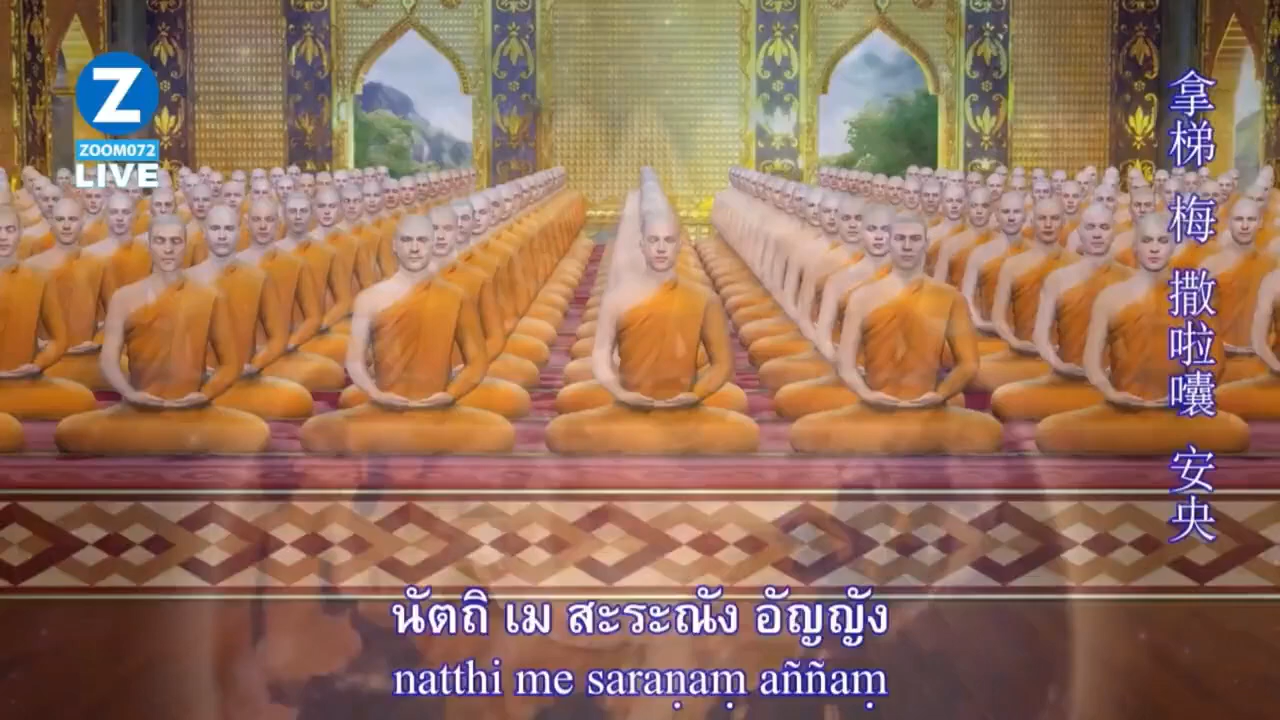 Z
ZOOM072
LIVE
拿梯 梅 撒啦囔 安央
นัตถิ เม สะระณัง อัญญัง
natthi me saraṇaṃ aññaṃ